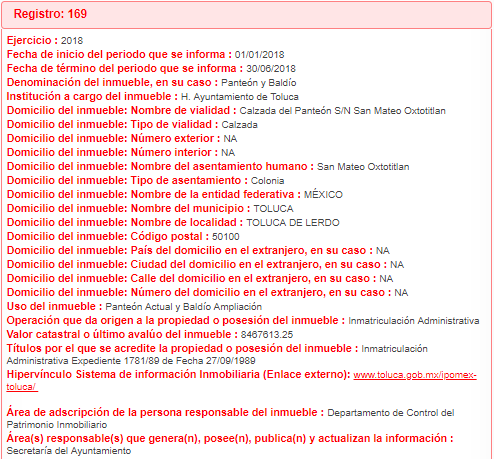 Registro: 169
Ejercicio : 2018
Fecha de inicio del periodo que se informa : 01/01/2018
Fecha de término del periodo que se informa : 30/06/2018
Denominación del inmueble, en su caso : Panteón y Baldío
Institución a cargo del inmueble : H. Ayuntamiento de Toluca
Domicilio del inmueble: Nombre de vialidad : Calzada del Panteón S/N San Mateo Oxtotitlan
Domicilio del inmueble: Tipo de vialidad : Calzada
Domicilio del inmueble: Número exterior : NA
Domicilio del inmueble: Número interior : NA
Domicilio del inmueble: Nombre del asentamiento humano : San Mateo Oxtotitlan
Domicilio del inmueble: Tipo de asentamiento : Colonia
Domicilio del inmueble: Nombre de la entidad federativa : MÉXICO
Domicilio del inmueble: Nombre del municipio : TOLUCA
Domicilio del inmueble: Nombre de localidad : TOLUCA DE LERDO
Domicilio del inmueble: Código postal : 50100
Domicilio del inmueble: País del domicilio en el extranjero, en su caso : NA
Domicilio del inmueble: Ciudad del domicilio en el extranjero, en su caso : NA
Domicilio del inmueble: Calle del domicilio en el extranjero, en su caso : NA
Domicilio del inmueble: Número del domicilio en el extranjero, en su caso : NA
Uso del inmueble : Panteón Actual y Baldío Ampliación
Operación que da origen a la propiedad o posesión del inmueble : Inmatriculación Administrativa
Valor catastral o último avalúo del inmueble : 8467613.25
Títulos por el que se acredite la propiedad o posesión del inmueble : Inmatriculación
Administrativa Expediente 1781/89 de Fecha 27/09/1989
Hipervínculo Sistema de información Inmobiliaria (Enlace externo): www.toluca.gob.mx/ipomex-
toluca/
Área de adscripción de la persona responsable del inmueble : Departamento de Control del
Patrimonio Inmobiliario
Área(s) responsable(s) que genera(n), posee(n), publica(n) y actualizan la información :
Secretaría del Ayuntamiento